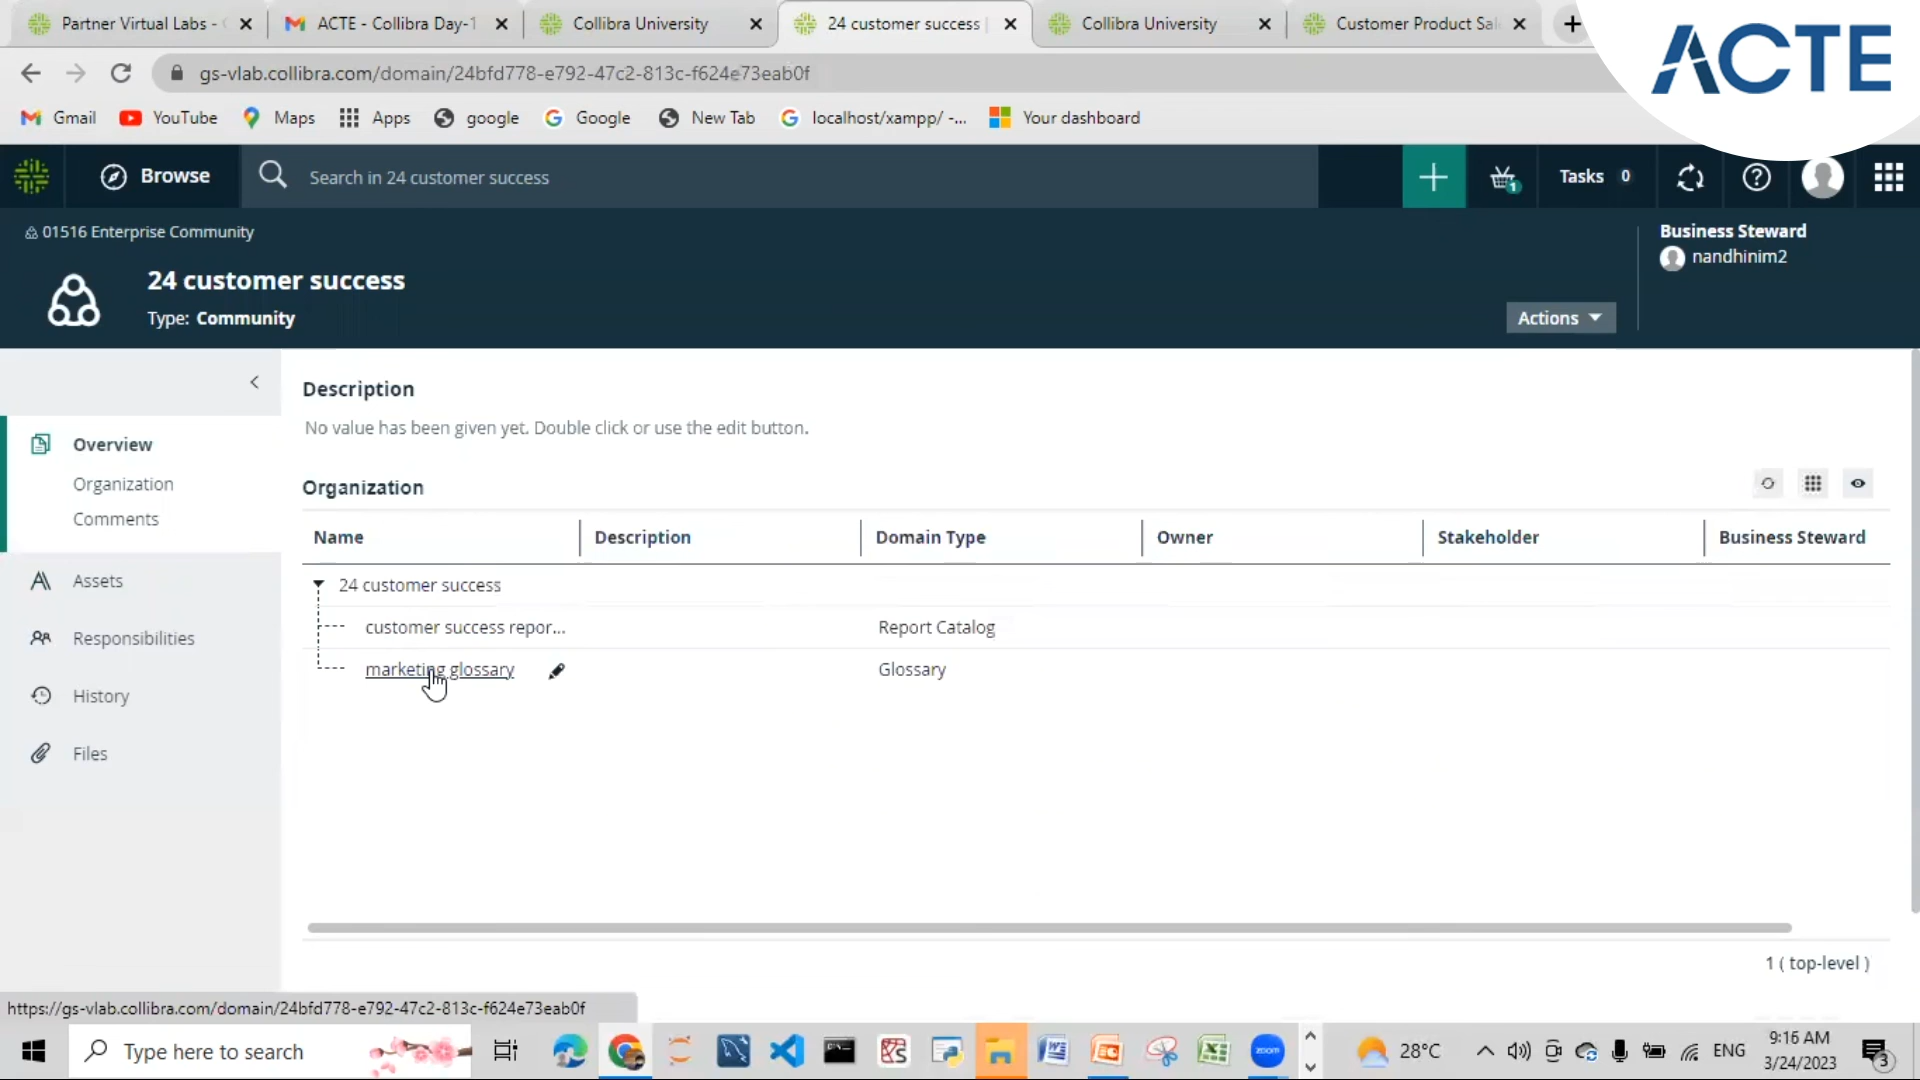 Partner Virtual Labs -
ACTE - Collibra Day-1
Collibra University
24 customer success |
Collibra University
Customer Product Sal
ACTE
gs-vlab.collibra.com/domain/24bfd778-e792-47c2-813c-f624e73eab0f
Gmail
YouTube
Maps
Apps
google
Google
New Tab
localhost/xampp/ -...
Your dashboard
Browse
Search in 24 customer success
1
Tasks 0
01516 Enterprise Community
24 customer success
Type: Community
Actions
Business Steward
nandhinim2
Overview
Organization
Comments
Assets
Responsibilities
History
Files
Description
No value has been given yet. Double click or use the edit button.
Organization
Name Description Domain Type Owner Stakeholder Business Steward
24 customer success
customer success repor... Report Catalog
marketing glossary Glossary
1 ( top-level )
https://gs-vlab.collibra.com/domain/24bfd778-e792-47c2-813c-f624e73eab0f
Type here to search
zoom
28°C
ENG
9:16 AM
3/24/2023
3